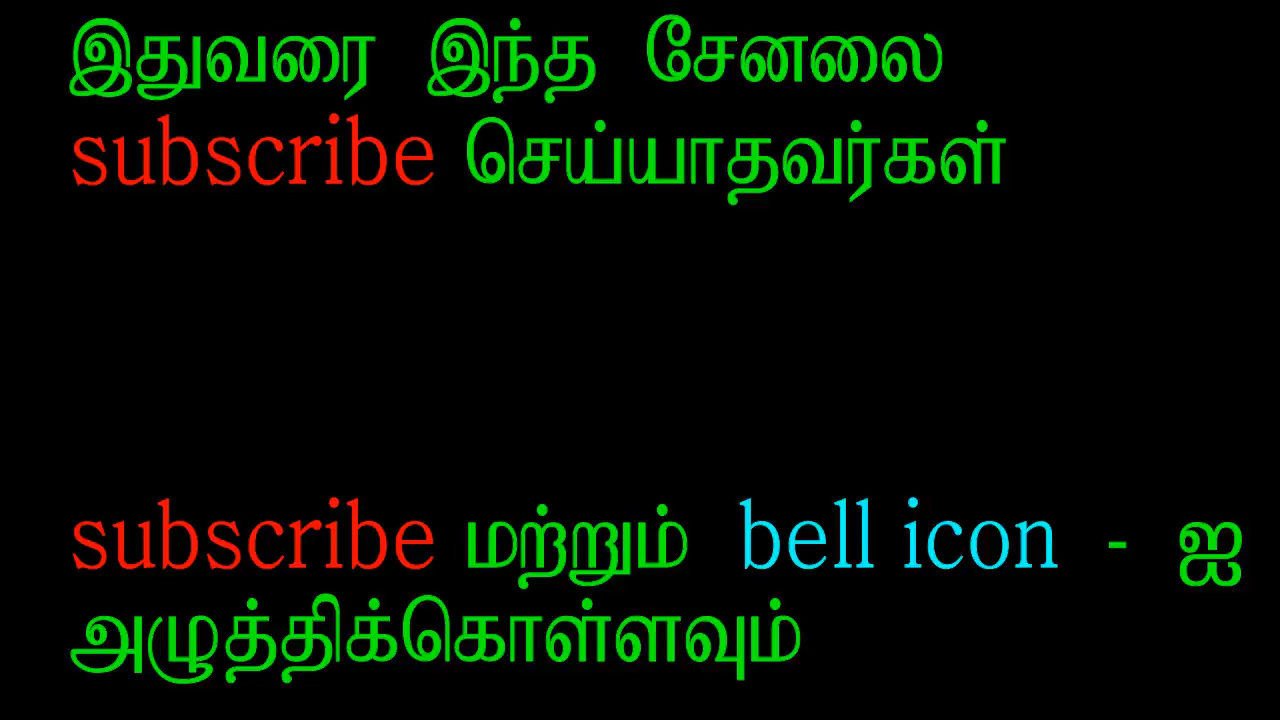 இதுவரை இந்த சேனலை
subscribe செய்யாதவர்கள்
subscribe மற்றும் bell icon - ஐ
அழுத்திக்கொள்ளவும்